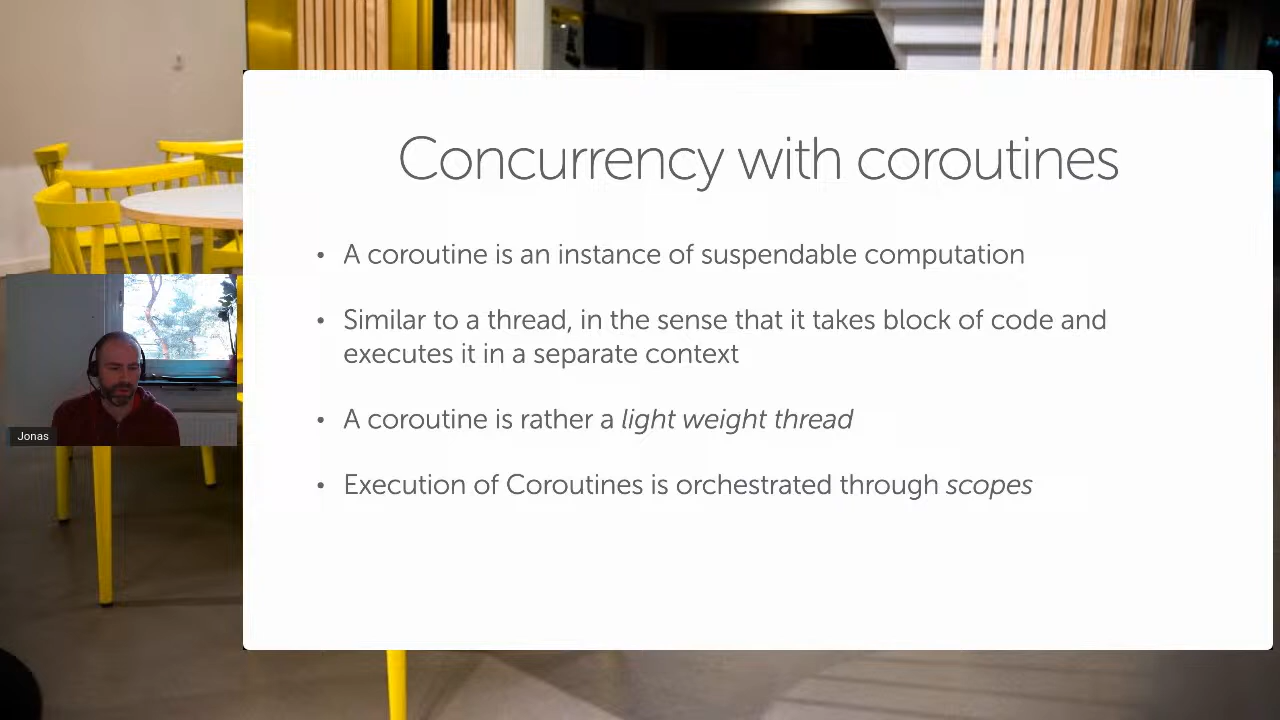 Concurrency with coroutines
• A coroutine is an instance of suspendable computation
• Similar to a thread, in the sense that it takes block of code and
executes it in a separate context
• A coroutine is rather a light weight thread
• Execution of Coroutines is orchestrated through scopes
Jonas